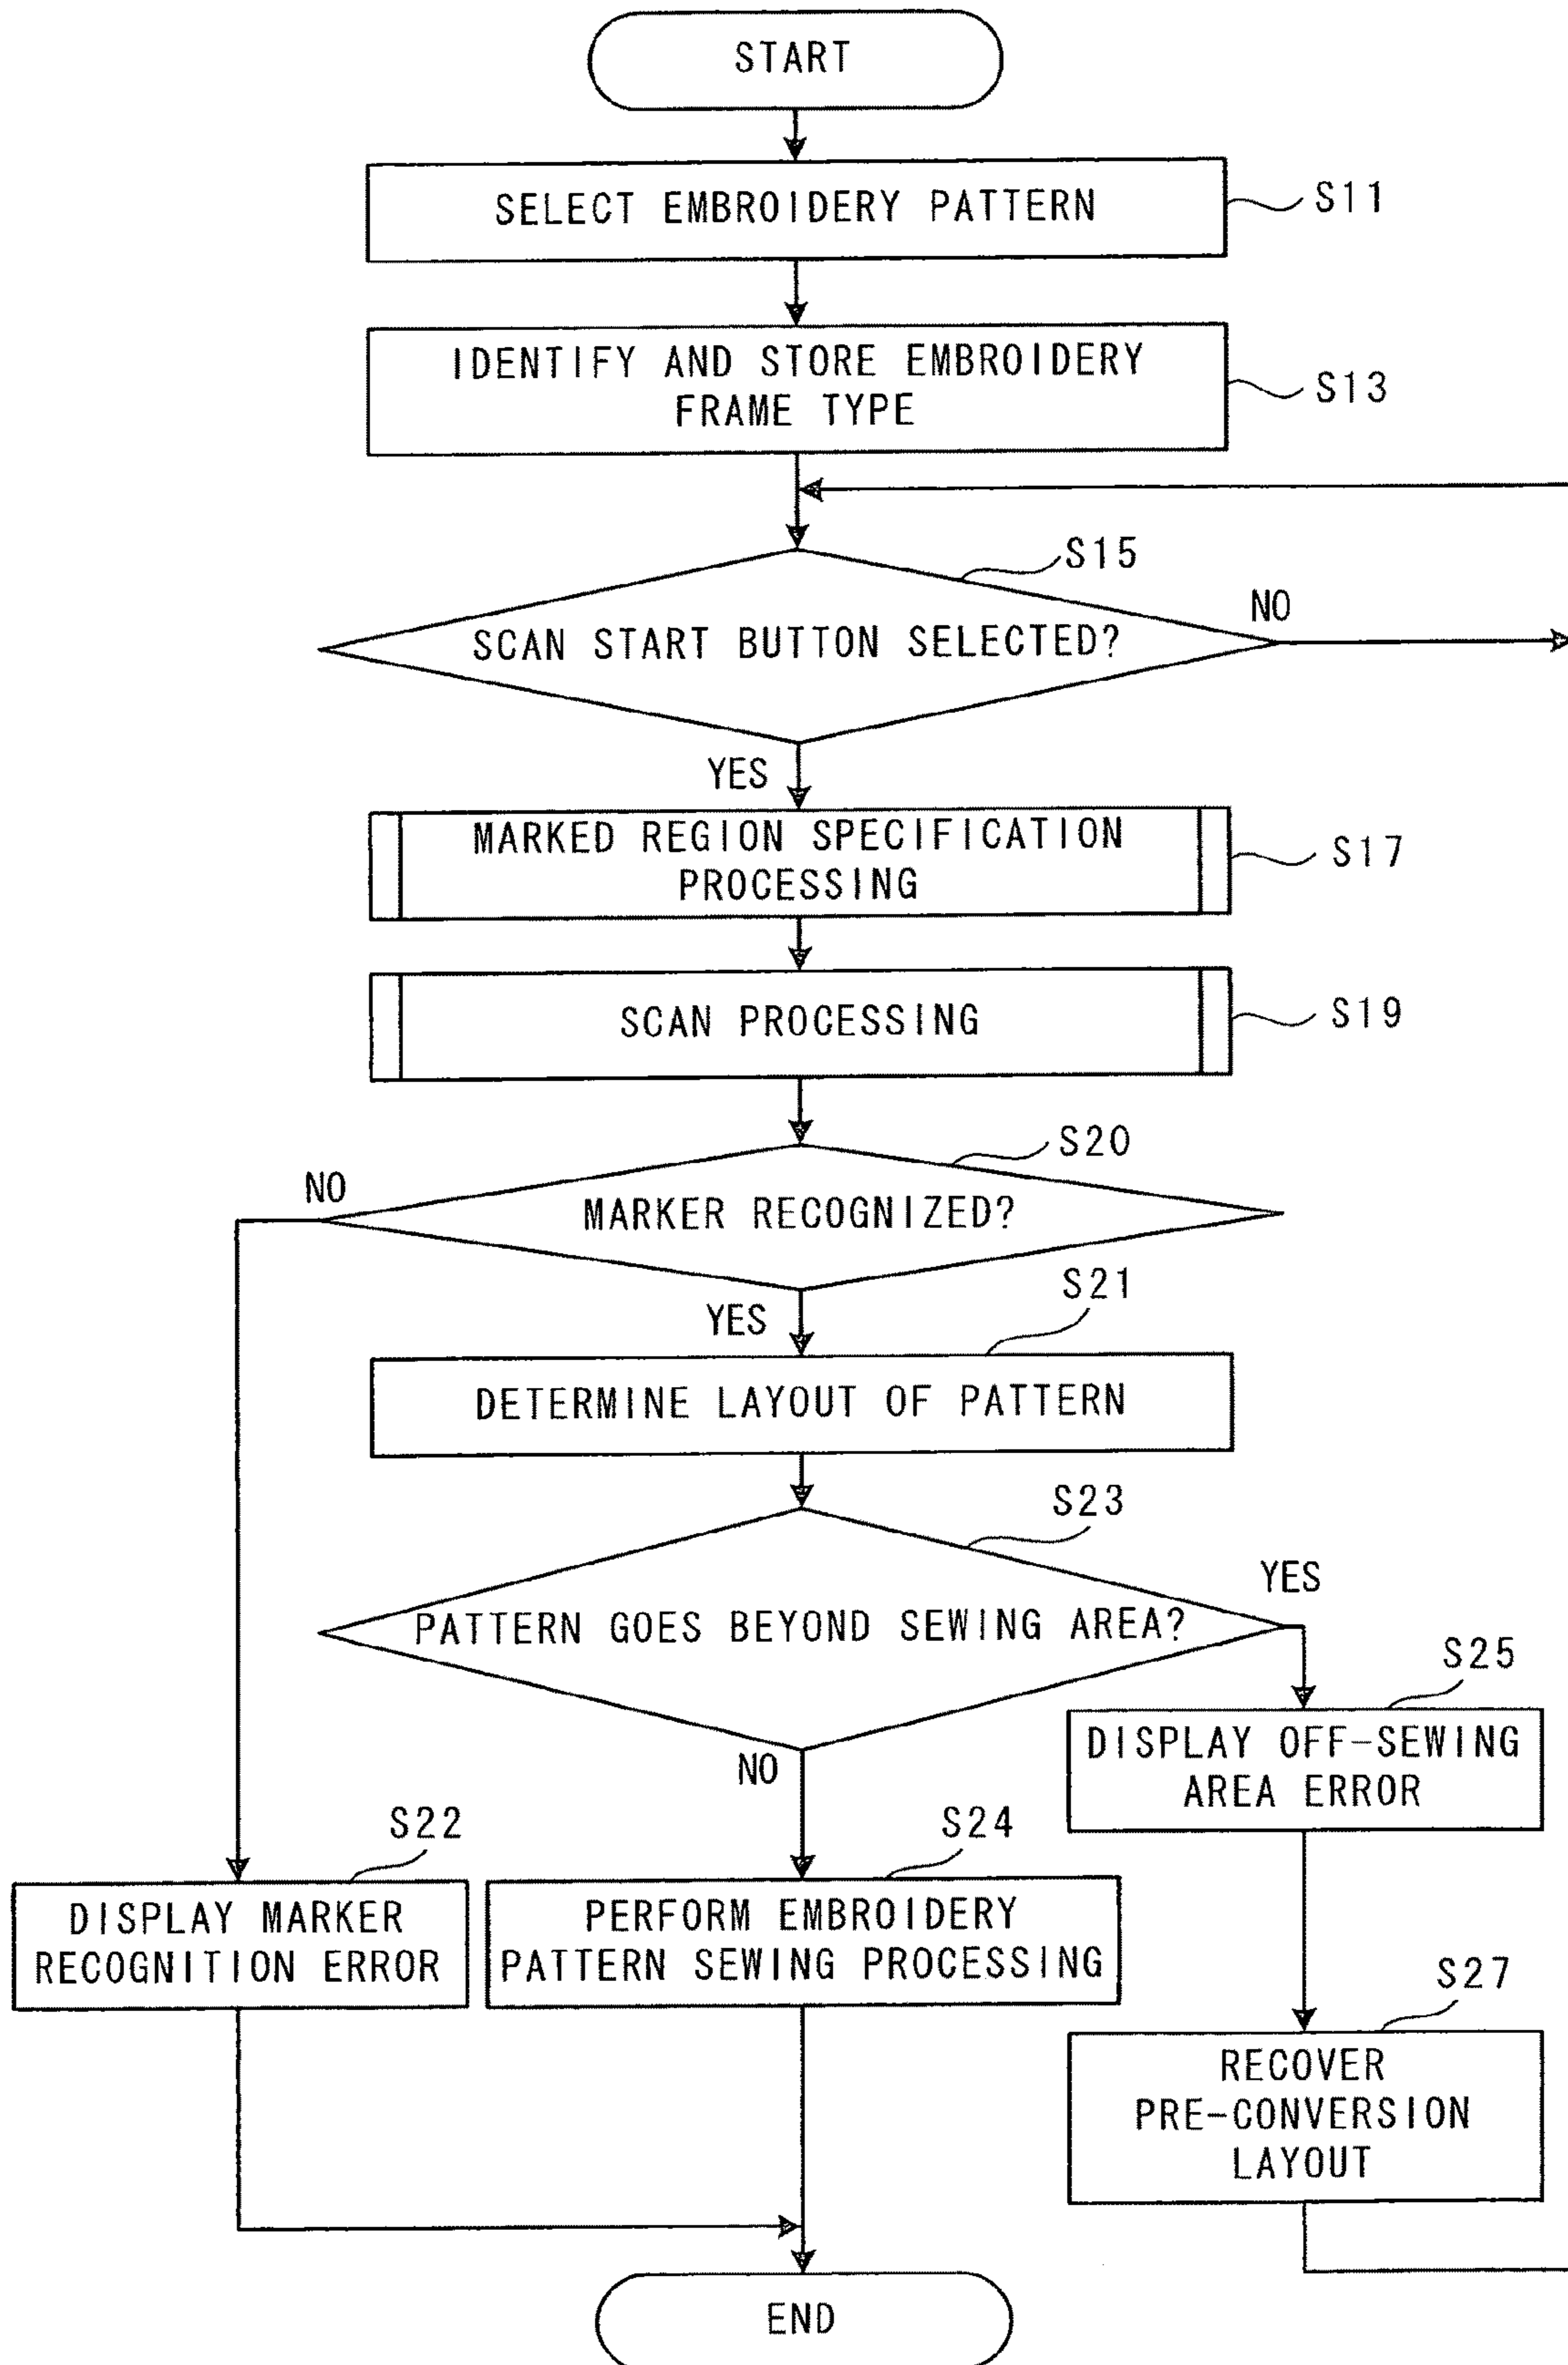 START
SELECT EMBROIDERY PATTERN
S11
IDENTIFY AND STORE EMBROIDERY
FRAME TYPE
S13
S15
SCAN START BUTTON SELECTED?
NO
YES
MARKED REGION SPECIFICATION
PROCESSING
S17
SCAN PROCESSING
S19
S20
NO
MARKER RECOGNIZED?
YES
S21
DETERMINE LAYOUT OF PATTERN
S23
YES
PATTERN GOES BEYOND SEWING AREA?
NO
S25
DISPLAY OFF-SEWING
AREA ERROR
S22
DISPLAY MARKER
RECOGNITION ERROR
S24
PERFORM EMBROIDERY
PATTERN SEWING PROCESSING
S27
RECOVER
PRE-CONVERSION
LAYOUT
END